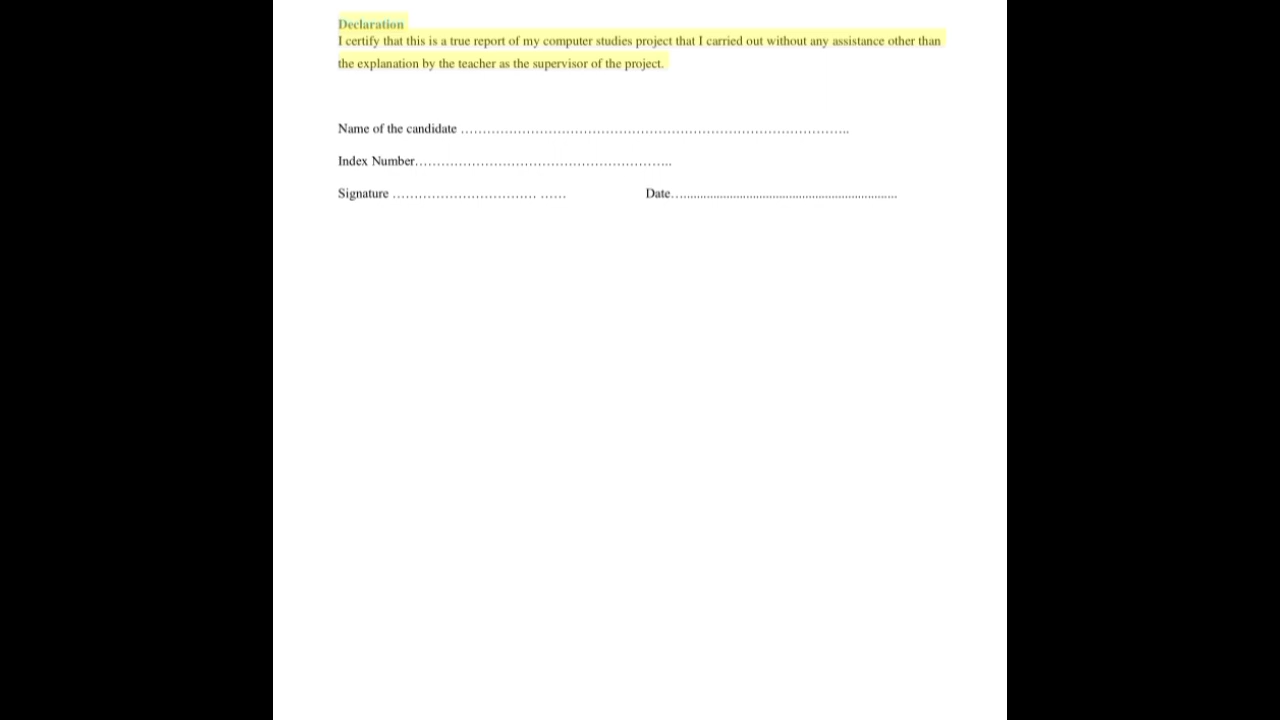 Declaration
I certify that this is a true report of my computer studies project that I carried out without any assistance other than
the explanation by the teacher as the supervisor of the project.
Name of the candidate ……………………………………………………………………………..
Index Number…………………………………………………..
Signature …………………………… ……
Date…..................................................................